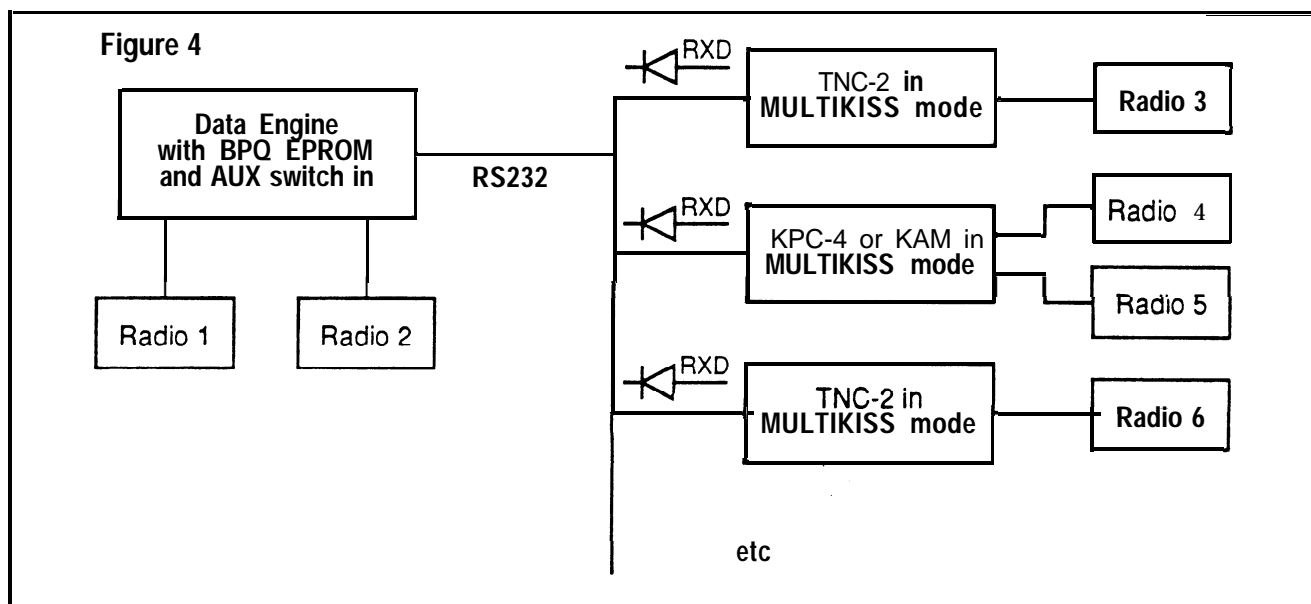 Figure 4
Data Engine
with BPQ EPROM
and AUX switch in
RS232
Radio 1
Radio 2
RXD
TNC-2 in
MULTIKISS mode
Radio 3
RXD
KPC-4 or KAM in
MULTIKISS mode
Radio 4
Radio 5
RXD
TNC-2 in
MULTIKISS mode
Radio 6
etc